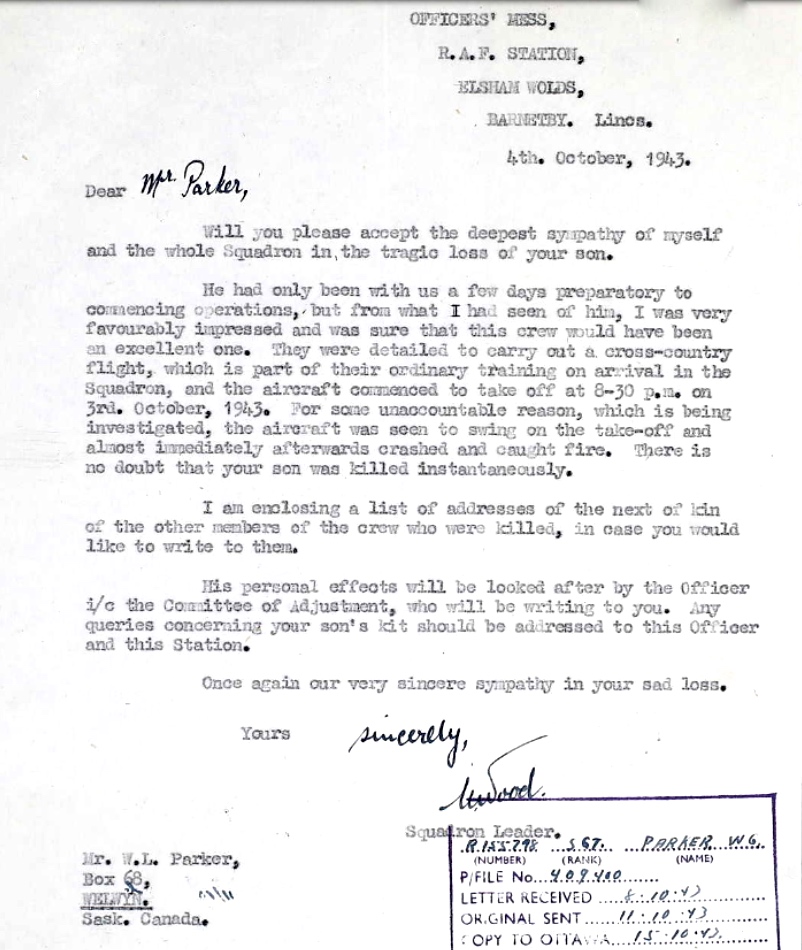 OFFICERS' MESS,
R.A.F. STATION,
ELSHAM WOLDS,
BARNETBY. Lincs.
4th. October, 1943.
Dear Mr. Parker,
Will you please accept the deepest sympathy of myself
and the whole Squadron in the tragic loss of your son.
He had only been with us a few days preparatory to
commencing operations, but from what I had seen of him, I was very
favourably impressed and was sure that this crew would have been
an excellent one. They were detailed to carry out a cross-country
flight, which is part of their ordinary training on arrival in the
Squadron, and the aircraft commenced to take off at 8-30 p.m. on
3rd. October, 1943. For some unaccountable reason, which is being
investigated, the aircraft was seen to swing on the take-off and
almost immediately afterwards crashed and caught fire. There is
no doubt that your son was killed instantaneously.
I am enclosing a list of addresses of the next of kin
of the other members of the crew who were killed, in case you would
like to write to them.
His personal effects will be looked after by the Officer
i/c the Committee of Adjustment, who will be writing to you. Any
queries concerning your son's kit should be addressed to this Officer
and this Station.
Once again our very sincere sympathy in your sad loss.
Yours sincerely,
Wood.
Squadron Leader.
R.155798 SGT. PARKER W.G.
(NUMBER) (RANK) (NAME)
P/FILE No. 409400
LETTER RECEIVED 8.10.43
ORIGINAL SENT 11.10.43
COPY TO OTTAWA 15.10.43
Mr. W.L. Parker,
Box 68,
WELWYN.
Sask. Canada.